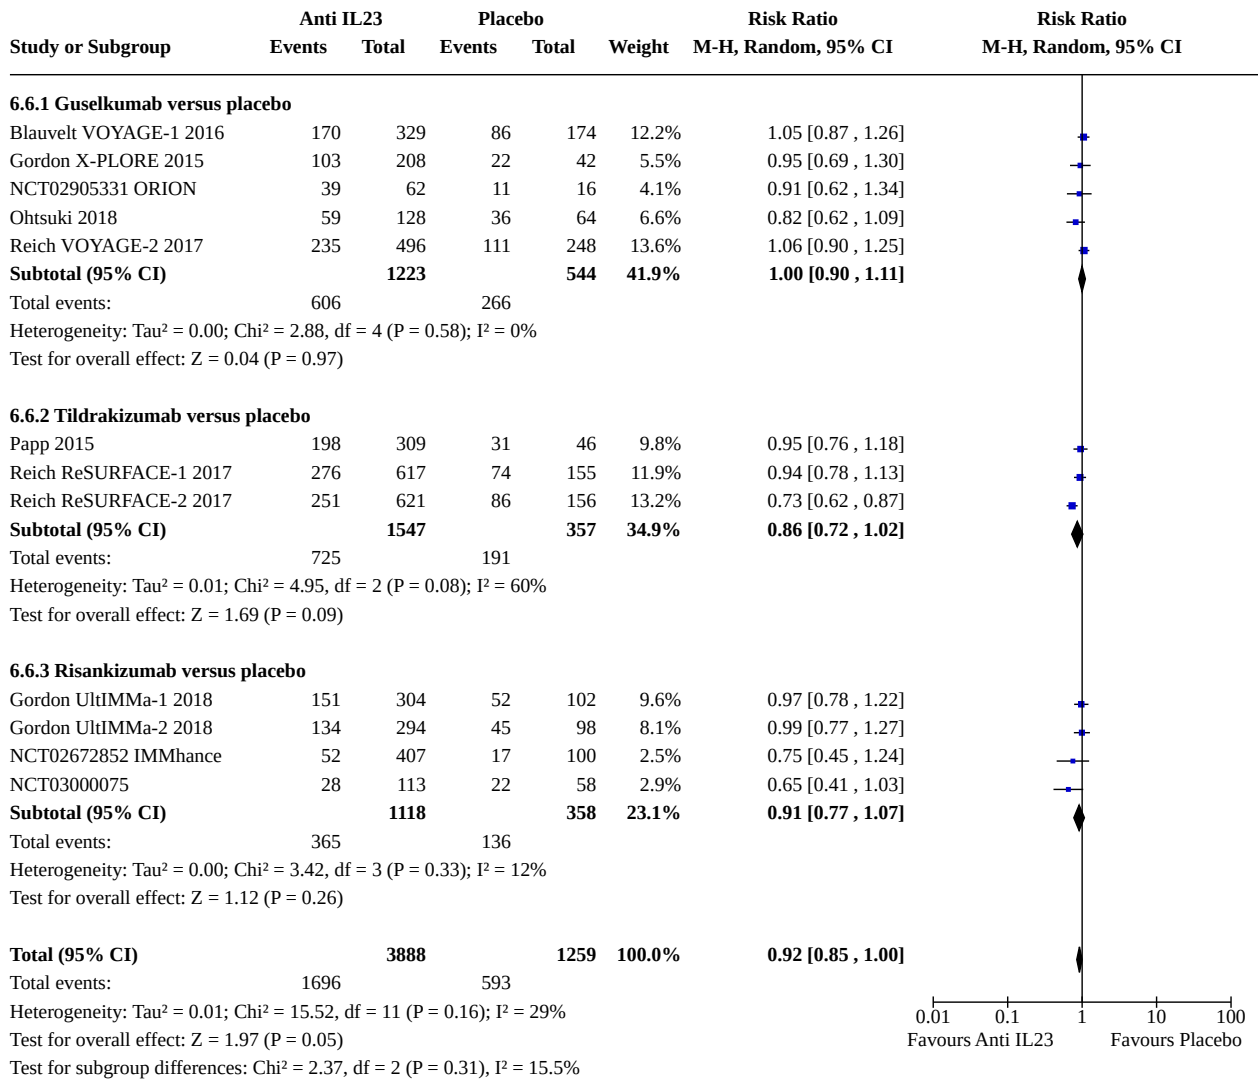 Anti IL23 Placebo Risk Ratio Risk Ratio
Study or Subgroup Events Total Events Total Weight M-H, Random, 95% CI M-H, Random, 95% CI
6.6.1 Guselkumab versus placebo
Blauvelt VOYAGE-1 2016 170 329 86 174 12.2% 1.05 [0.87 , 1.26]
Gordon X-PLORE 2015 103 208 22 42 5.5% 0.95 [0.69 , 1.30]
NCT02905331 ORION 39 62 11 16 4.1% 0.91 [0.62 , 1.34]
Ohtsuki 2018 59 128 36 64 6.6% 0.82 [0.62 , 1.09]
Reich VOYAGE-2 2017 235 496 111 248 13.6% 1.06 [0.90 , 1.25]
Subtotal (95% CI) 1223 544 41.9% 1.00 [0.90 , 1.11]
Total events: 606 266
Heterogeneity: Tau² = 0.00; Chi² = 2.88, df = 4 (P = 0.58); I² = 0%
Test for overall effect: Z = 0.04 (P = 0.97)
6.6.2 Tildrakizumab versus placebo
Papp 2015 198 309 31 46 9.8% 0.95 [0.76 , 1.18]
Reich ReSURFACE-1 2017 276 617 74 155 11.9% 0.94 [0.78 , 1.13]
Reich ReSURFACE-2 2017 251 621 86 156 13.2% 0.73 [0.62 , 0.87]
Subtotal (95% CI) 1547 357 34.9% 0.86 [0.72 , 1.02]
Total events: 725 191
Heterogeneity: Tau² = 0.01; Chi² = 4.95, df = 2 (P = 0.08); I² = 60%
Test for overall effect: Z = 1.69 (P = 0.09)
6.6.3 Risankizumab versus placebo
Gordon UltIMMa-1 2018 151 304 52 102 9.6% 0.97 [0.78 , 1.22]
Gordon UltIMMa-2 2018 134 294 45 98 8.1% 0.99 [0.77 , 1.27]
NCT02672852 IMMhance 52 407 17 100 2.5% 0.75 [0.45 , 1.24]
NCT03000075 28 113 22 58 2.9% 0.65 [0.41 , 1.03]
Subtotal (95% CI) 1118 358 23.1% 0.91 [0.77 , 1.07]
Total events: 365 136
Heterogeneity: Tau² = 0.00; Chi² = 3.42, df = 3 (P = 0.33); I² = 12%
Test for overall effect: Z = 1.12 (P = 0.26)
Total (95% CI) 3888 1259 100.0% 0.92 [0.85 , 1.00]
Total events: 1696 593
Heterogeneity: Tau² = 0.01; Chi² = 15.52, df = 11 (P = 0.16); I² = 29%
0.01 0.1 1 10 100
Test for overall effect: Z = 1.97 (P = 0.05) Favours Anti IL23 Favours Placebo
Test for subgroup differences: Chi² = 2.37, df = 2 (P = 0.31), I² = 15.5%